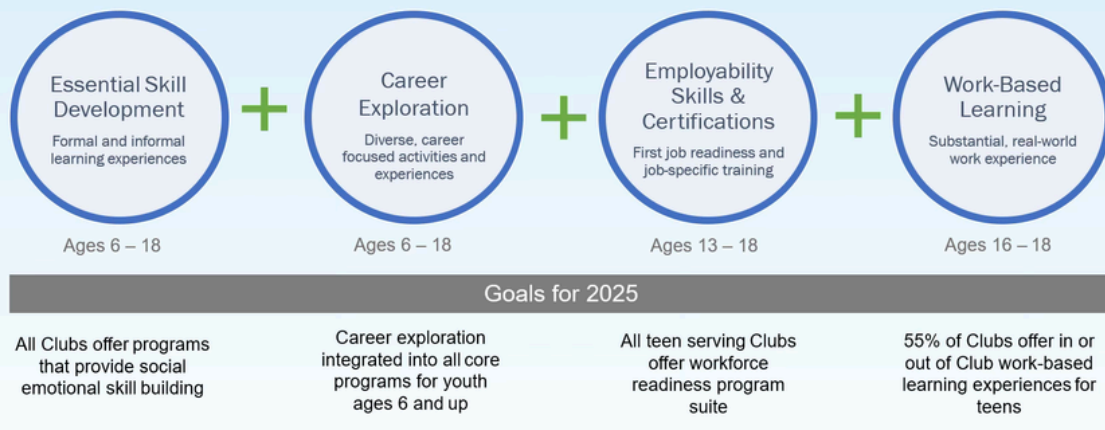 Essential Skill
Development
Formal and informal
learning experiences
Career
Exploration
Diverse, career
focused activities and
experiences
Employability
Skills &
Certifications
First job readiness and
job-specific training
Work-Based
Learning
Substantial, real-world
work experience
Ages 6 – 18
Ages 6 – 18
Ages 13 – 18
Ages 16 – 18
Goals for 2025
All Clubs offer programs
that provide social
emotional skill building
Career exploration
integrated into all core
programs for youth
ages 6 and up
All teen serving Clubs
offer workforce
readiness program
suite
55% of Clubs offer in or
out of Club work-based
learning experiences for
teens